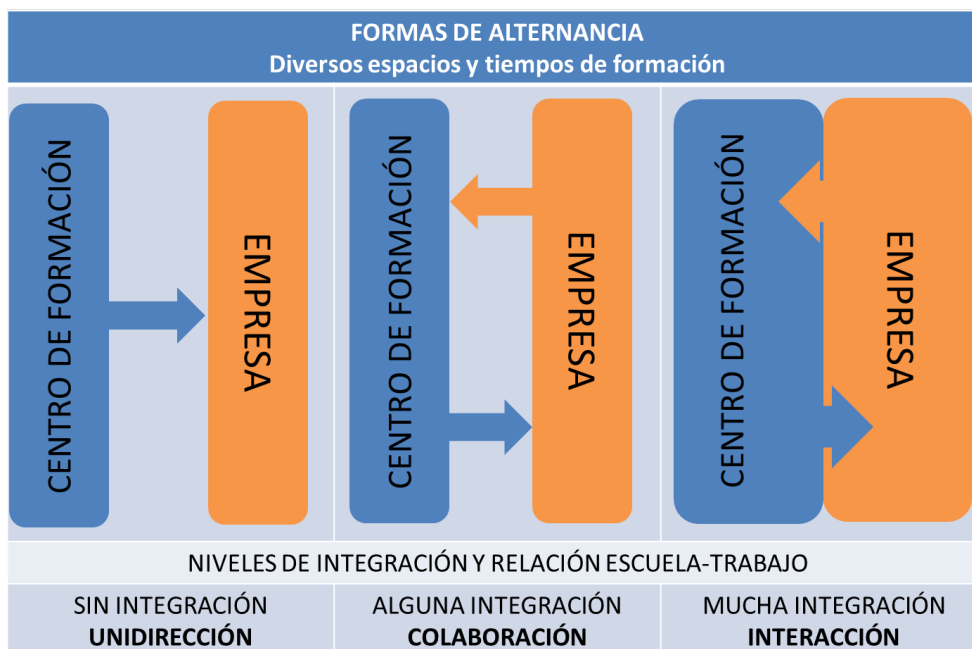 FORMAS DE ALTERNANCIA
Diversos espacios y tiempos de formación
CENTRO DE FORMACIÓN
EMPRESA
CENTRO DE FORMACIÓN
EMPRESA
CENTRO DE FORMACIÓN
EMPRESA
NIVELES DE INTEGRACIÓN Y RELACIÓN ESCUELA-TRABAJO
SIN INTEGRACIÓN
UNIDIRECCIÓN
ALGUNA INTEGRACIÓN
COLABORACIÓN
MUCHA INTEGRACIÓN
INTERACCIÓN